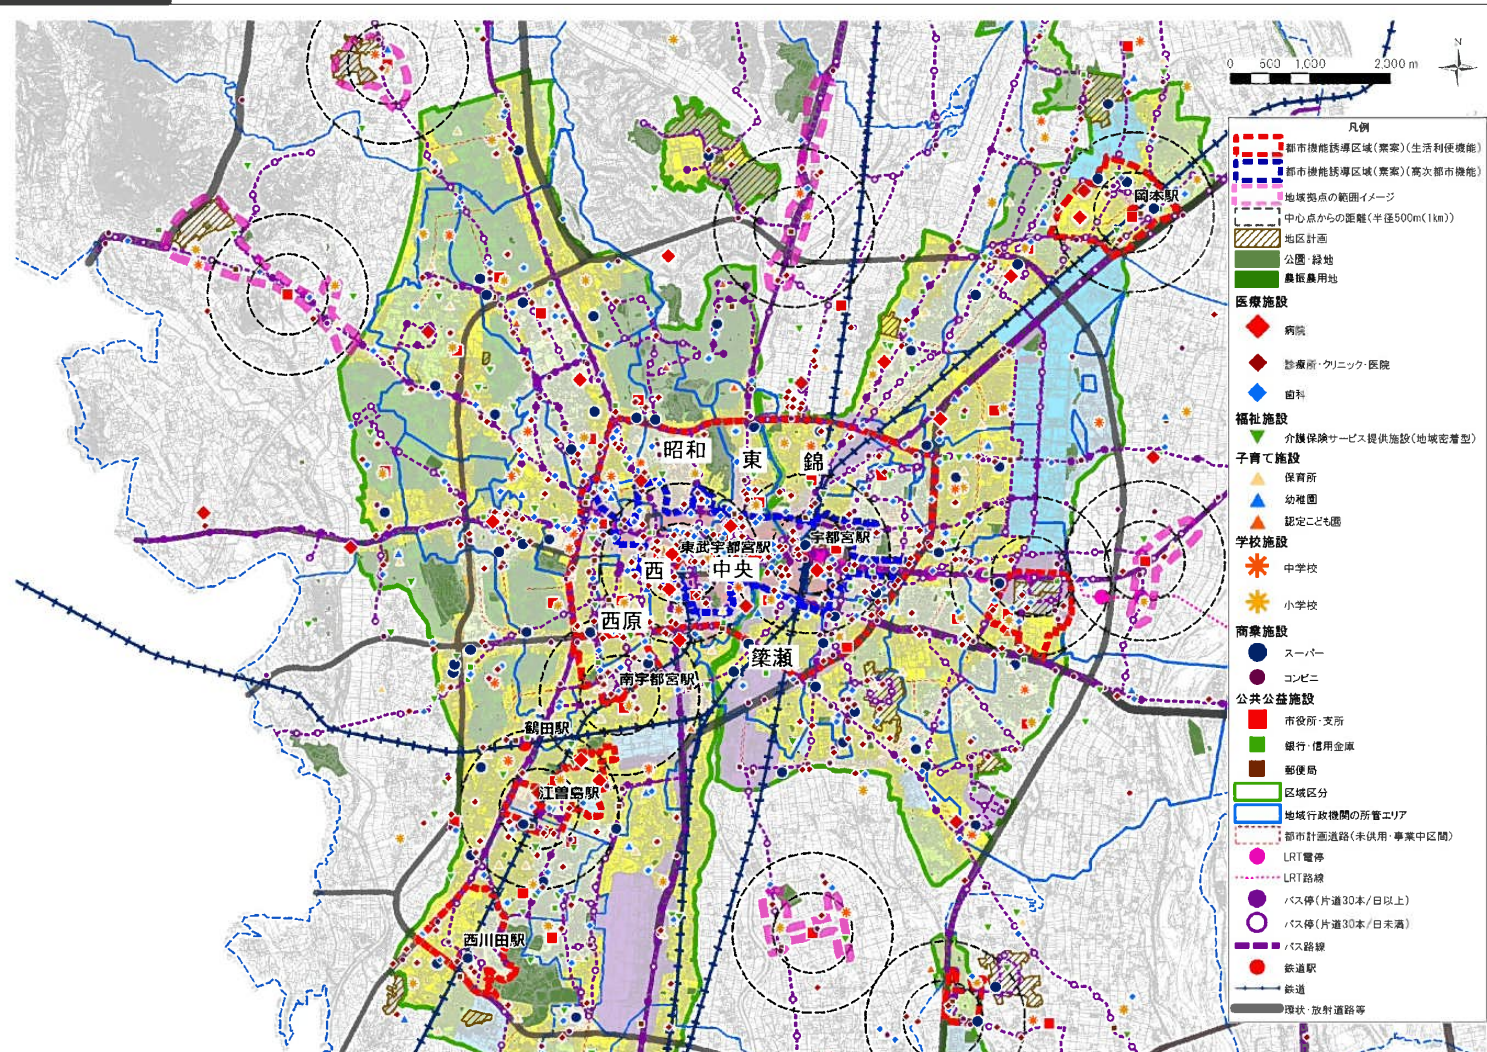 0 500 1,000 2,000 m
N
凡例
都市機能誘導区域(素案)(生活利便機能)
都市機能誘導区域(素案)(高次都市機能)
地域拠点の範囲イメージ
中心点からの距離(半径500m(1km))
地区計画
公園・緑地
農振農用地
医療施設
病院
診療所・クリニック・医院
歯科
福祉施設
介護保険サービス提供施設(地域密着型)
子育て施設
保育所
幼稚園
認定こども園
学校施設
中学校
小学校
商業施設
スーパー
コンビニ
公共公益施設
市役所・支所
銀行・信用金庫
郵便局
区域区分
地域行政機関の所管エリア
都市計画道路(未供用・事業中区間)
LRT電停
LRT路線
バス停(片道30本/日以上)
バス停(片道30本/日未満)
バス路線
鉄道駅
鉄道
環状・放射道路等
岡本駅
昭和
東
錦
東武宇都宮駅
宇都宮駅
西
中央
西原
簗瀬
南宇都宮駅
鶴田駅
江曽島駅
西川田駅